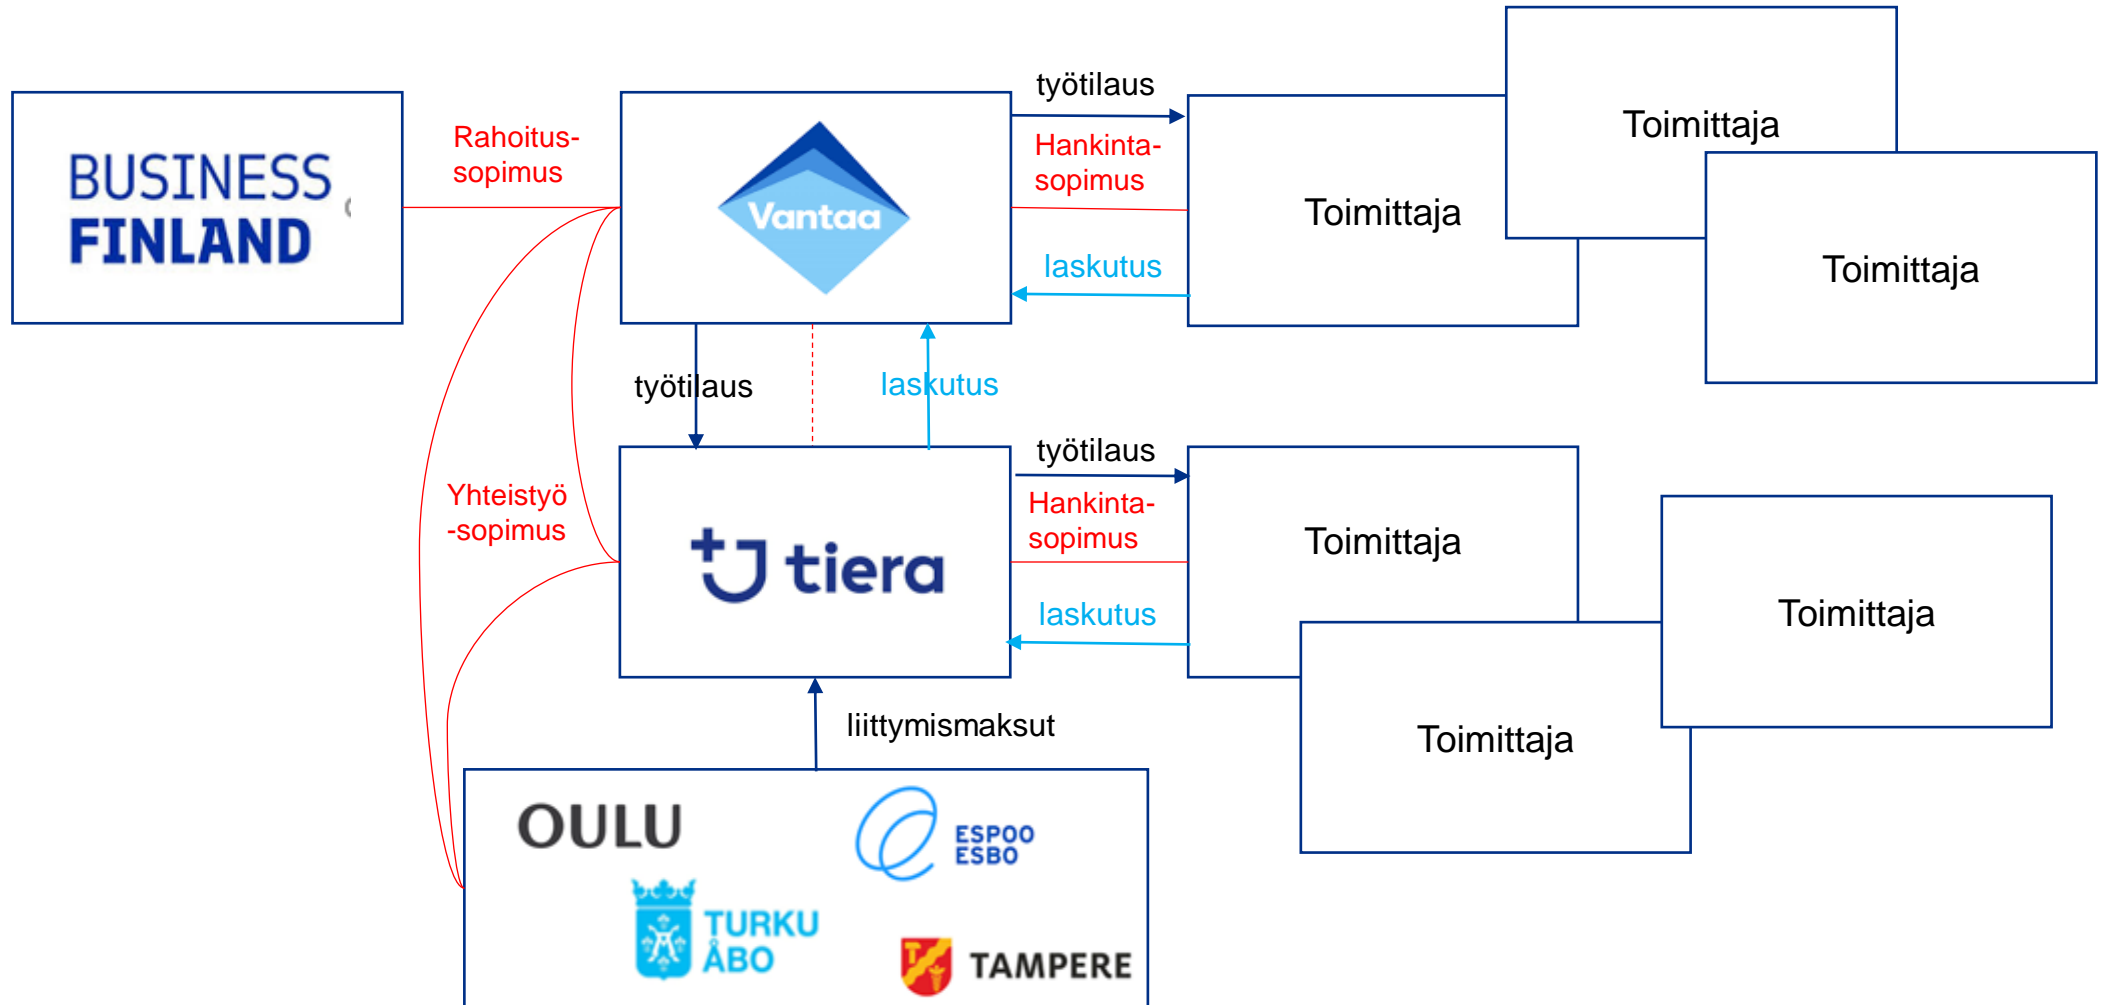 työtilaus
Toimittaja
BUSINESS
FINLAND
Rahoitus-
sopimus
Vantaa
Hankinta-
sopimus
Toimittaja
Toimittaja
laskutus
työtilaus
laskutus
työtilaus
Yhteistyö
-sopimus
tiera
Hankinta-
sopimus
Toimittaja
laskutus
Toimittaja
liittymismaksut
Toimittaja
OULU
ESPOO
ESBO
TURKU
ÅBO
TAMPERE